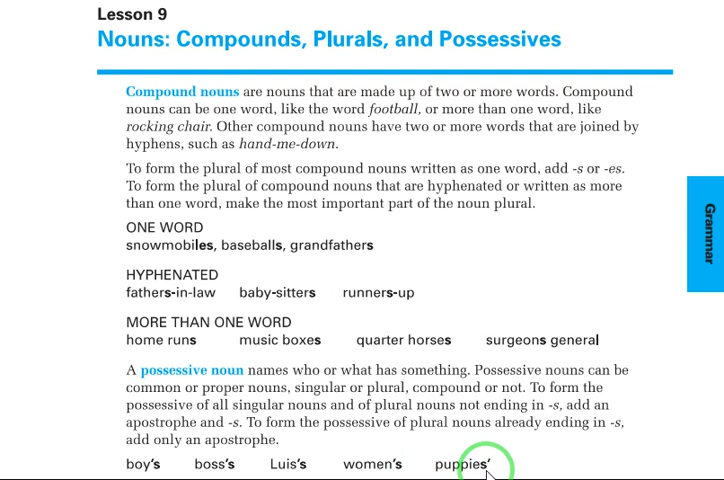 Lesson 9
Nouns: Compounds, Plurals, and Possessives
Compound nouns are nouns that are made up of two or more words. Compound
nouns can be one word, like the word football, or more than one word, like
rocking chair. Other compound nouns have two or more words that are joined by
hyphens, such as hand-me-down.
To form the plural of most compound nouns written as one word, add -s or -es.
To form the plural of compound nouns that are hyphenated or written as more
than one word, make the most important part of the noun plural.
Grammar
ONE WORD
snowmobiles, baseballs, grandfathers
HYPHENATED
fathers-in-law baby-sitters runners-up
MORE THAN ONE WORD
home runs music boxes quarter horses surgeons general
A possessive noun names who or what has something. Possessive nouns can be
common or proper nouns, singular or plural, compound or not. To form the
possessive of all singular nouns and of plural nouns not ending in -s, add an
apostrophe and -s. To form the possessive of plural nouns already ending in -s,
add only an apostrophe.
boy's boss's Luis's women's puppies'